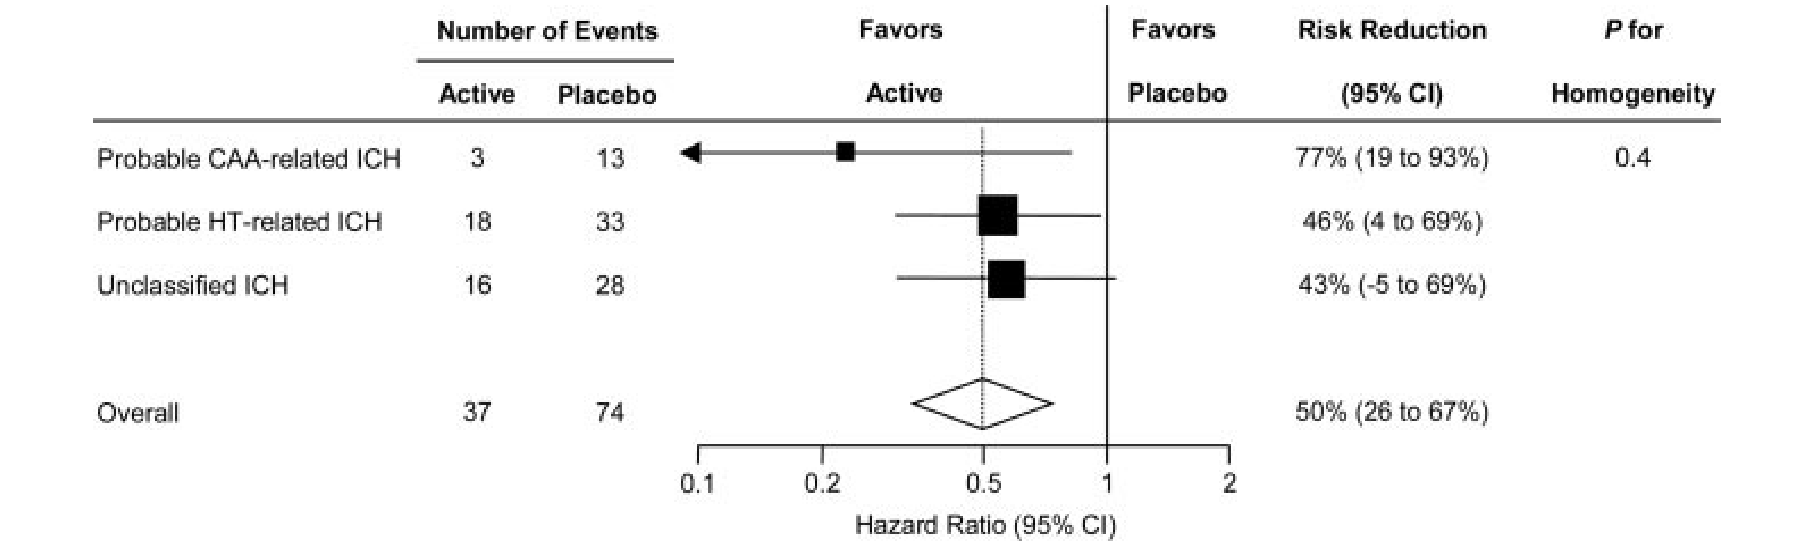 Number of Events Favors Favors Risk Reduction P for
Active Placebo Active Placebo (95% CI) Homogeneity
Probable CAA-related ICH 3 13 77% (19 to 93%) 0.4
Probable HT-related ICH 18 33 46% (4 to 69%)
Unclassified ICH 16 28 43% (-5 to 69%)
Overall 37 74 50% (26 to 67%)
0.1 0.2 0.5 1 2
Hazard Ratio (95% CI)